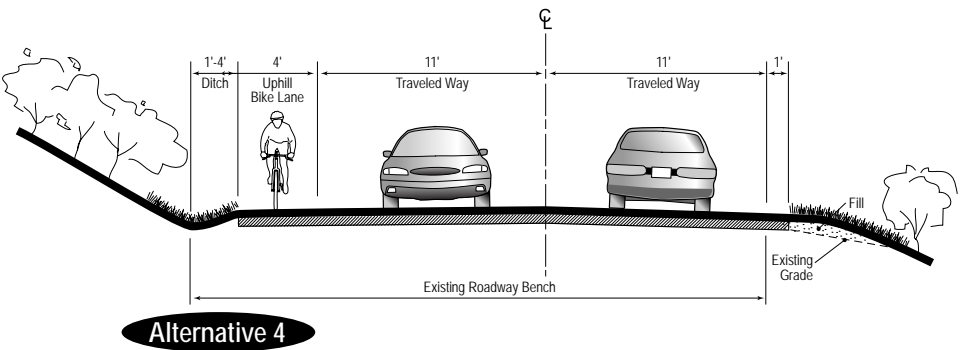 ℄
1'-4'
Ditch
4'
Uphill
Bike Lane
11'
Traveled Way
11'
Traveled Way
1'
Fill
Existing
Grade
Existing Roadway Bench
Alternative 4